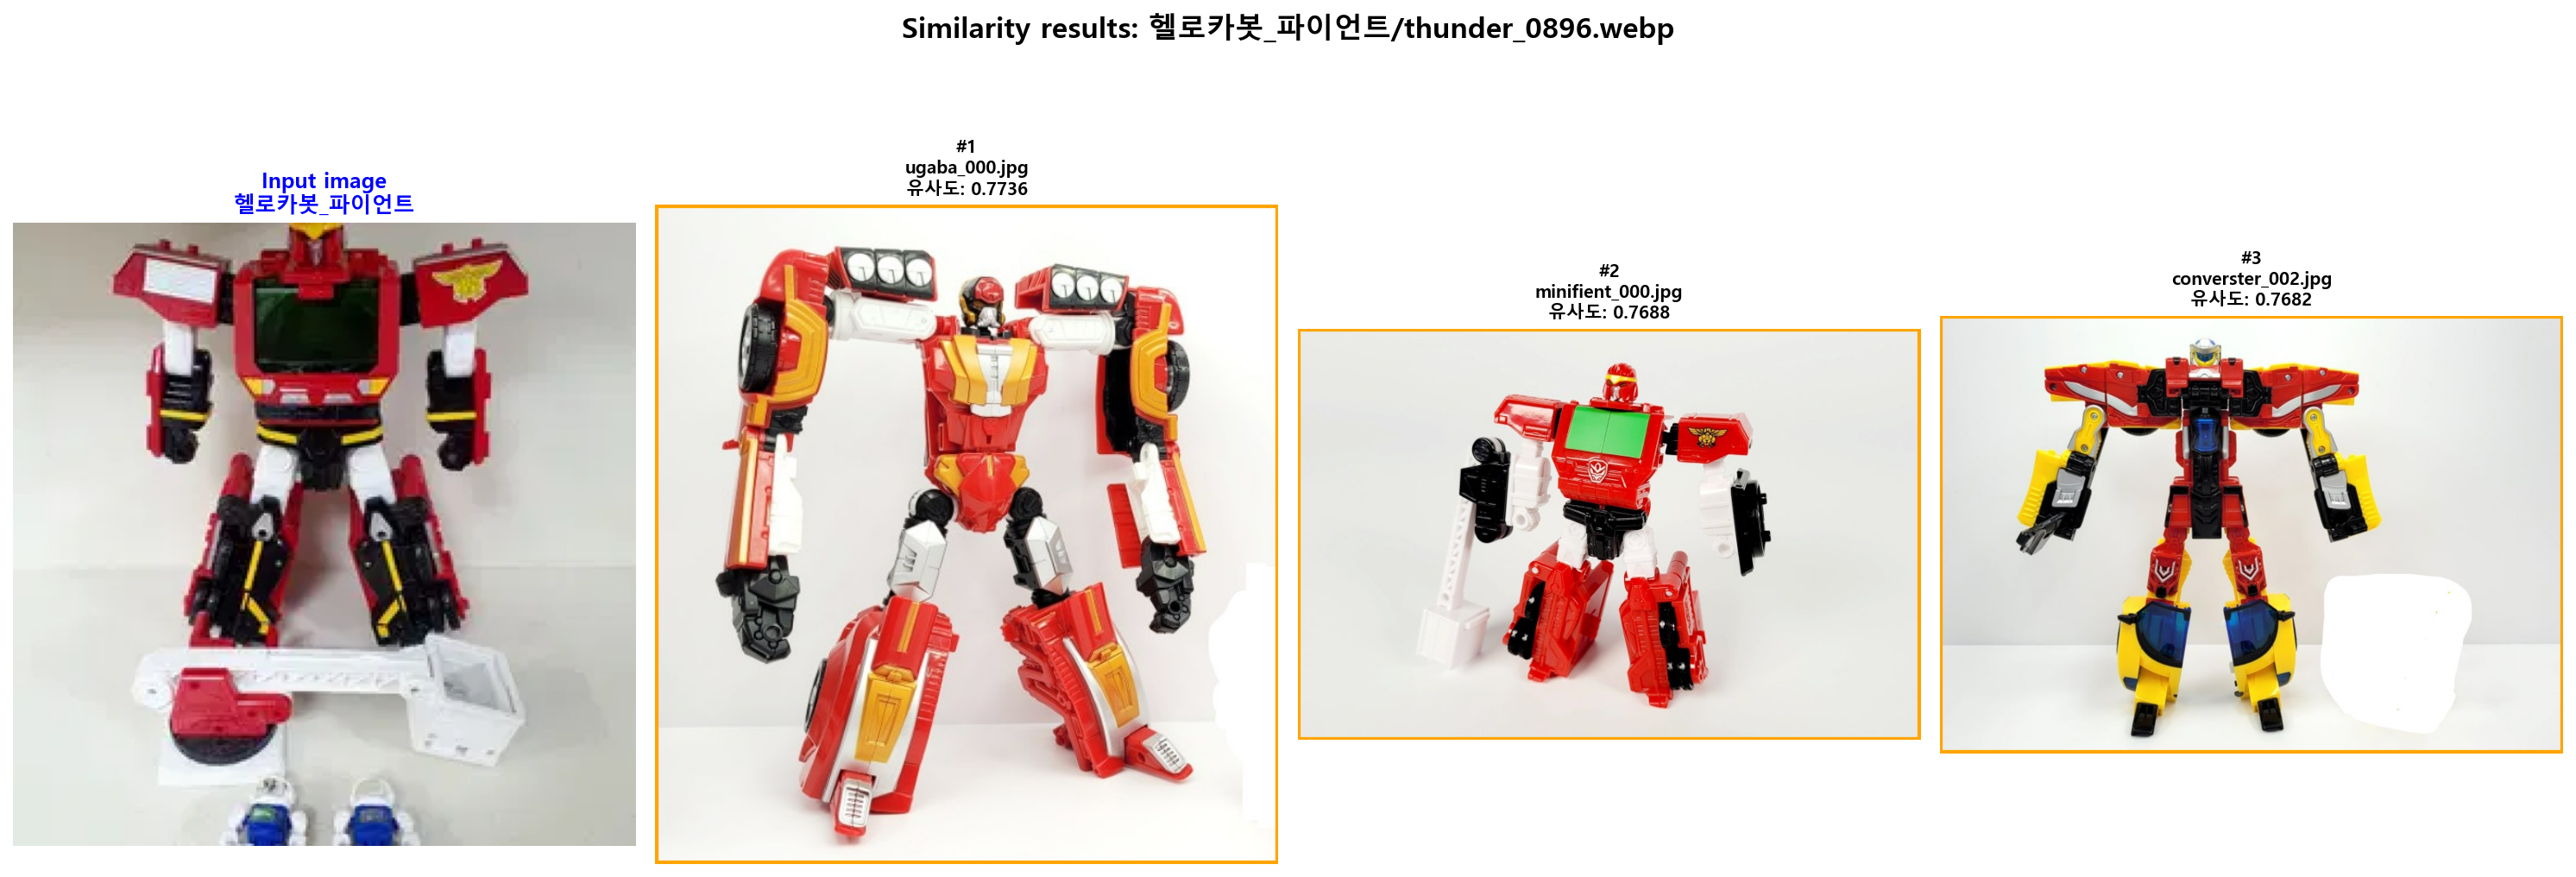 Similarity results: 헬로카봇_파이언트/thunder_0896.webp
Input image
헬로카봇_파이언트
#1
ugaba_000.jpg
유사도: 0.7736
#2
minifient_000.jpg
유사도: 0.7688
#3
converster_002.jpg
유사도: 0.7682